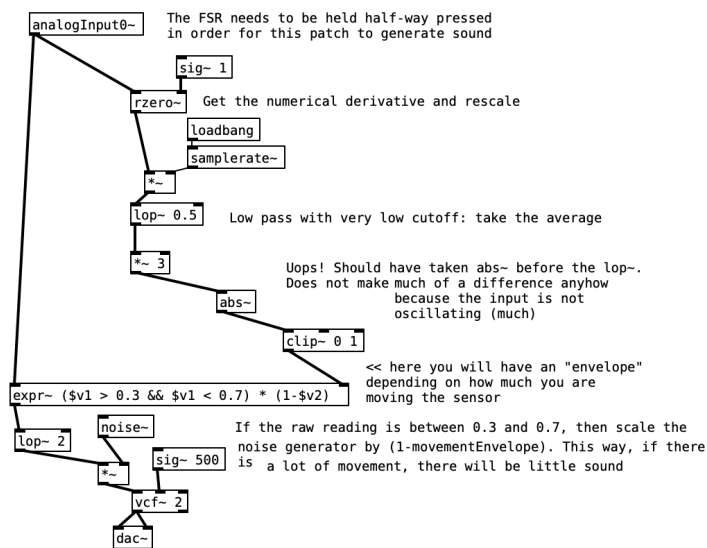 analogInput0~
The FSR needs to be held half-way pressed
in order for this patch to generate sound
sig~ 1
rzero~
Get the numerical derivative and rescale
loadbang
samplerate~
*~
lop~ 0.5
Low pass with very low cutoff: take the average
*~ 3
Uops! Should have taken abs~ before the lop~.
Does not make much of a difference anyhow
because the input is not
oscillating (much)
abs~
clip~ 0 1
<< here you will have an "envelope"
depending on how much you are
moving the sensor
expr~ ($v1 > 0.3 && $v1 < 0.7) * (1-$v2)
If the raw reading is between 0.3 and 0.7, then scale the
noise generator by (1-movementEnvelope). This way, if there
is a lot of movement, there will be little sound
noise~
lop~ 2
sig~ 500
*~
vcf~ 2
dac~